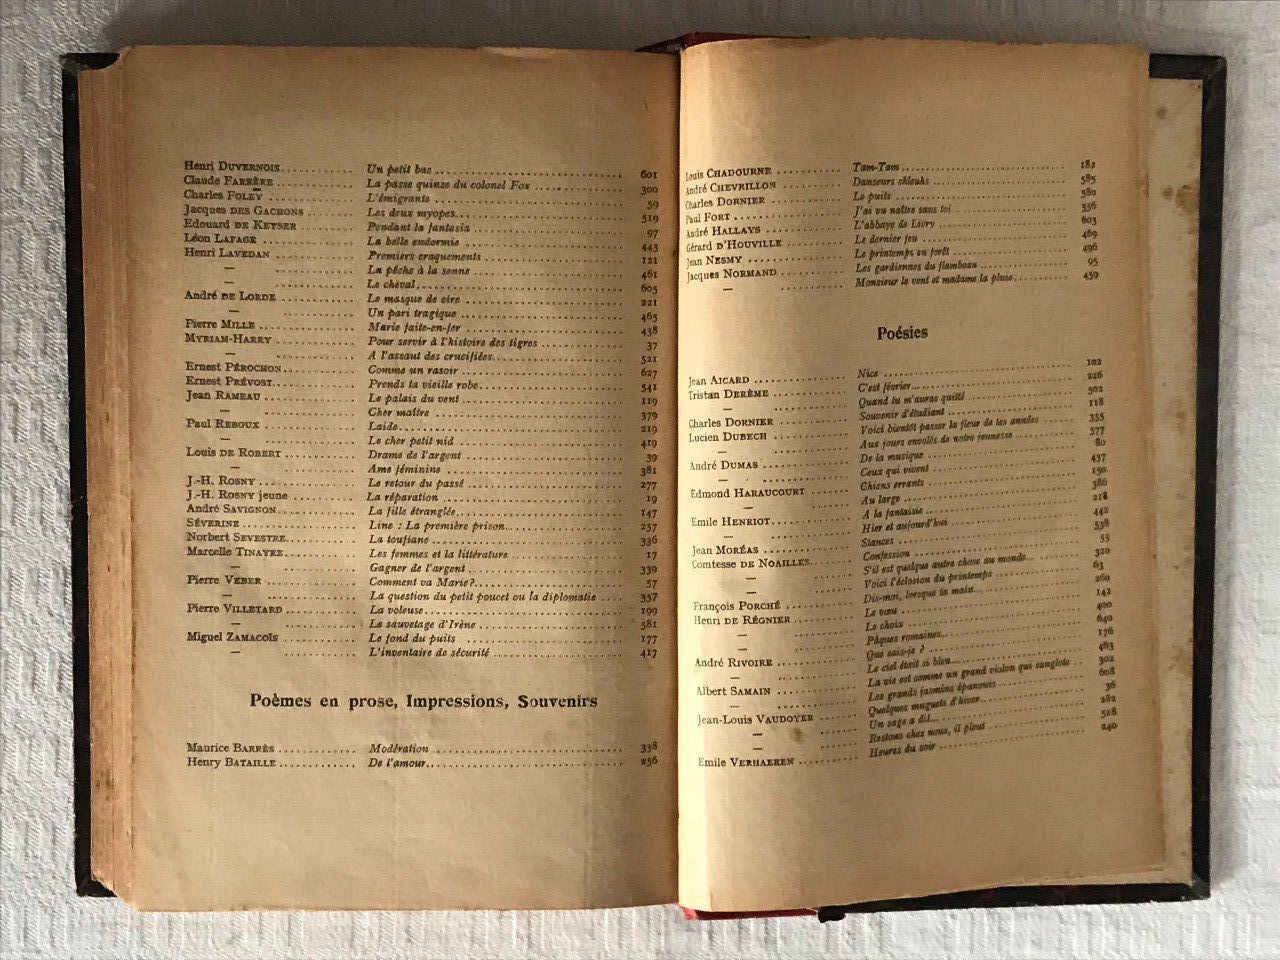 Henri DUVERNOIS Un petit bac 601
Claude FARRÈRE La passe quinze du colonel Fox 300
Charles FOLEY L'émigrante 59
Jacques DES GACHONS Les deux myopes 519
Edouard DE KEYSER Pendant la fantasia 97
Léon LAFAGE La belle endormie 443
Henri LAVEDAN Premiers craquements 121
— La pêche à la senne 461
— Le cheval 605
André DE LORDE Le masque de cire 221
— Un pari tragique 465
Pierre MILLE Marie faite-en-fer 438
MYRIAM-HARRY Pour servir à l'histoire des tigres 37
— A l'assaut des crucifiées 521
Ernest PÉROCHON Comme un rasoir 627
Ernest PRÉVOST Prends ta vieille robe 541
Jean RAMEAU Le palais du vent 119
— Cher maître 379
Paul REBOUX Laide 219
— Le cher petit nid 419
Louis DE ROBERT Drame de l'argent 39
— Ame féminine 381
J.-H. ROSNY Le retour du passé 277
J.-H. ROSNY jeune La réparation 19
André SAVIGNON La fille étranglée 147
SÉVERINE Line : La première prison 257
Norbert SEVESTRE La toufiane 336
Marcelle TINAYRE Les femmes et la littérature 17
— Gagner de l'argent 339
Pierre VEBER Comment va Marie? 57
— La question du petit poucet ou la diplomatie 357
Pierre VILLETARD La voleuse 199
— Le sauvetage d'Irène 581
Miguel ZAMACOÏS Le fond du puits 177
— L'inventaire de sécurité 417
Poèmes en prose, Impressions, Souvenirs
Maurice BARRÈS Modération 338
Henry BATAILLE De l'amour 256
Louis CHADOURNE Tam-Tam 182
André CHEVRILLON Danseurs chleuhs 585
Charles DORNIER Le puits 580
Paul FORT J'ai vu naître sans toi 356
André HALLAYS L'abbaye de Livry 603
Gérard D'HOUVILLE Le dernier feu 469
Jean NESMY Le printemps en forêt 496
Jacques NORMAND Les gardiennes du flambeau 95
— Monsieur le vent et madame la pluie 459
Poésies
Jean AICARD Nice 102
Tristan DERÈME C'est février... 226
— Quand tu m'auras quitté 502
Charles DORNIER Souvenir d'étudiant 118
Lucien DUBECH Voici bientôt passer la fleur de tes années 335
— Aux jours envolés de notre jeunesse 577
André DUMAS De la musique 80
— Ceux qui vivent 437
Edmond HARAUCOURT Chiens errants 150
— Au large 386
Emile HENRIOT A la fantaisie 218
— Hier et aujourd'hui 442
Jean MORÉAS Stances 538
Comtesse DE NOAILLES Confession 55
— S'il est quelque autre chose au monde... 320
— Voici l'éclosion du printemps 63
François PORCHÉ Dis-moi, lorsque ta main... 260
Henri DE RÉGNIER Le vœu 142
— Le choix 400
— Pâques romaines 640
André RIVOIRE Que sais-je ? 176
— Le ciel était si bleu... 463
Albert SAMAIN La vie est comme un grand violon qui sanglote 302
— Les grands jasmins épanouis 608
Jean-Louis VAUDOYER Quelques muguets d'hiver... 36
— Un sage a dit... 282
— Restons chez nous, il pleut 518
Emile VERHAEREN Heures du soir 240